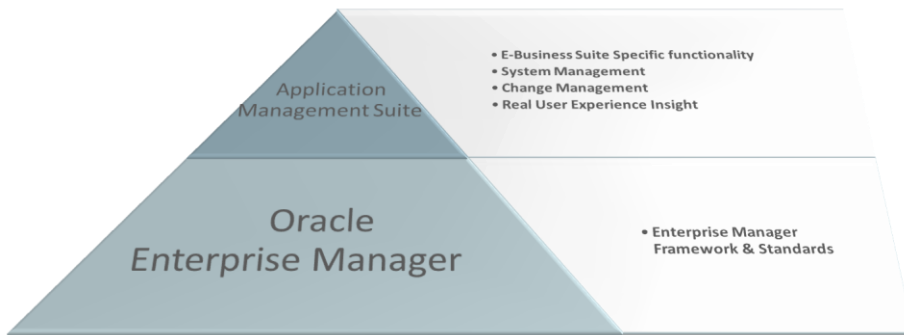 Application
Management Suite
• E-Business Suite Specific functionality
• System Management
• Change Management
• Real User Experience Insight
Oracle
Enterprise Manager
• Enterprise Manager
Framework & Standards